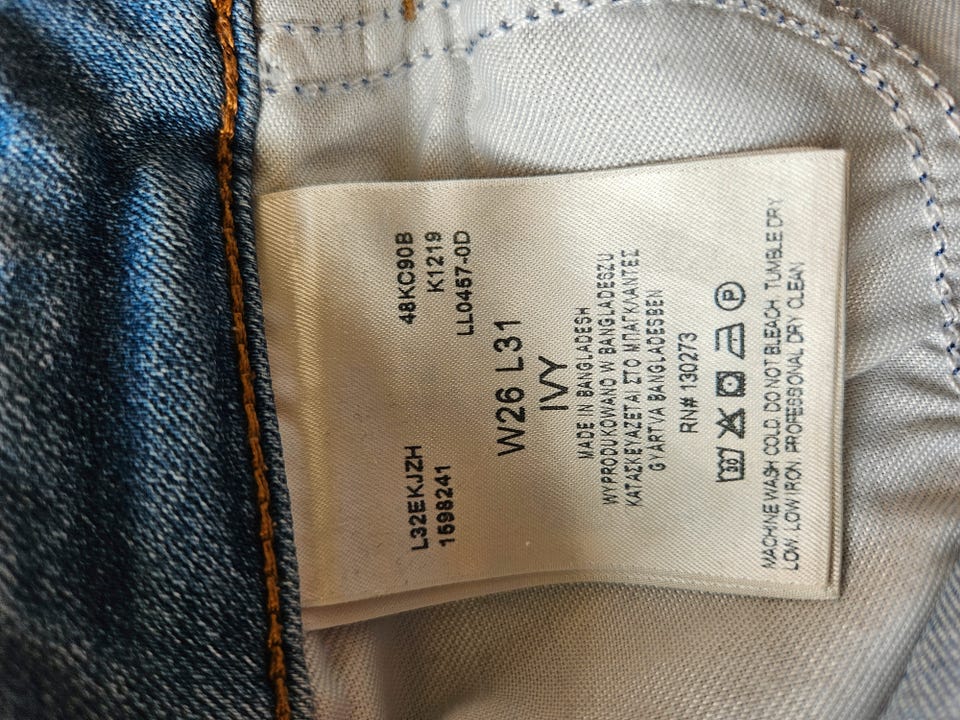 L32EKJZH 48KC90B
1598241 K1219
LL0457-0D
W26 L31
IVY
MADE IN BANGLADESH
WYPRODUKOWANO W BANGLADESZU
ΚΑΤΑΣΚΕΥΑΖΕΤΑΙ ΣΤΟ ΜΠΑΓΚΛΑΝΤΕΣ
GYÁRTVA BANGLADESBEN
RN# 130273
30 P
MACHINE WASH COLD. DO NOT BLEACH. TUMBLE DRY
LOW. LOW IRON. PROFESSIONAL DRY CLEAN